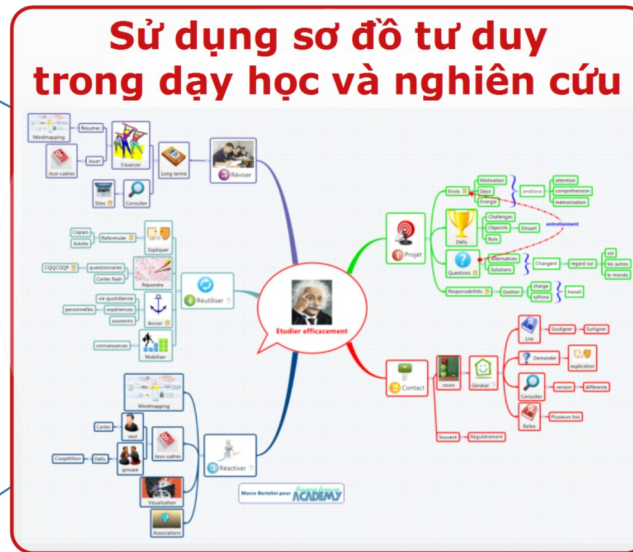 Sử dụng sơ đồ tư duy
trong dạy học và nghiên cứu
Mindmapping
Résumer
Jouer
Jeux-cadres
S'exercer
Long terme
Réviser
Sites
Consulter
Copain
Adulte
Reformuler
Expliquer
CQQCOQP
questionnaires
Cartes flash
Répondre
vie quotidienne
personnelles
expériences
souvenirs
Ancrer
connaissances
Mobiliser
Réutiliser
Etudier efficacement
Mindmapping
Cartes
seul
Coopétition
Défis
groupe
Jeux-cadres
Visualisation
Associations
Réactiver
Marco Bertolini pour
ACADEMY
Projet
Envie
Motivation
Désir
Energie
améliore
attention
compréhension
mémorisation
entretiennent
Défis
Challenges
Objectifs
Buts
Smaart
Questions
Alternatives
Solutions
Changent
regard sur
soi
les autres
le monde
Responsabilités
Gestion
charge
rythme
travail
Contact
cours
Général
Lire
Souligner
Surligner
Demander
explication
Consulter
version
différente
Relire
Plusieurs fois
Souvent
Régulièrement